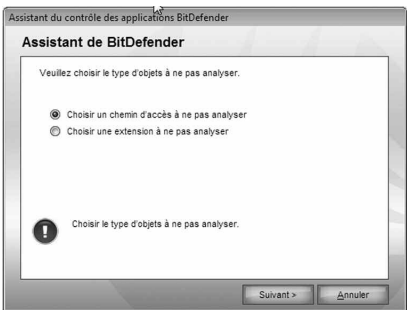 Assistant du contrôle des applications BitDefender
Assistant de BitDefender
Veuillez choisir le type d'objets à ne pas analyser.
Choisir un chemin d'accès à ne pas analyser
Choisir une extension à ne pas analyser
Choisir le type d'objets à ne pas analyser.
Suivant > Annuler